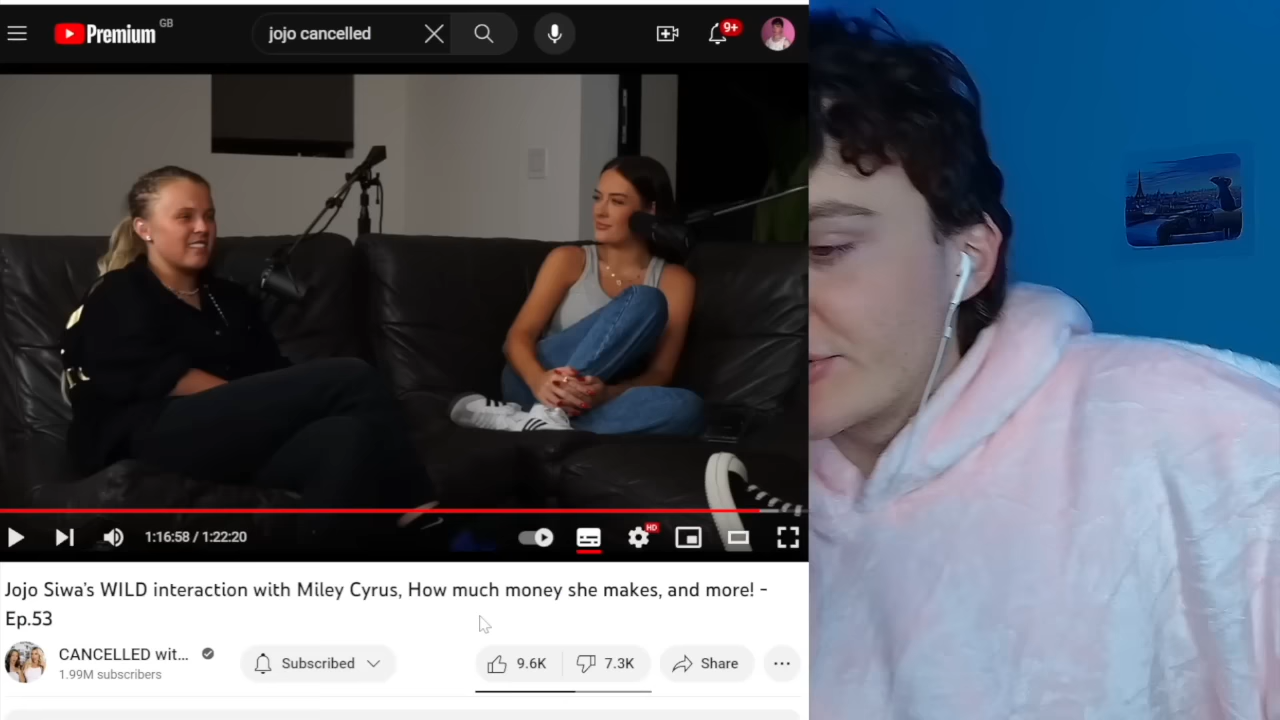 Premium GB
jojo cancelled
9+
1:16:58 / 1:22:20
HD
Jojo Siwa's WILD interaction with Miley Cyrus, How much money she makes, and more! -
Ep.53
CANCELLED wit...
1.99M subscribers
Subscribed
9.6K
7.3K
Share